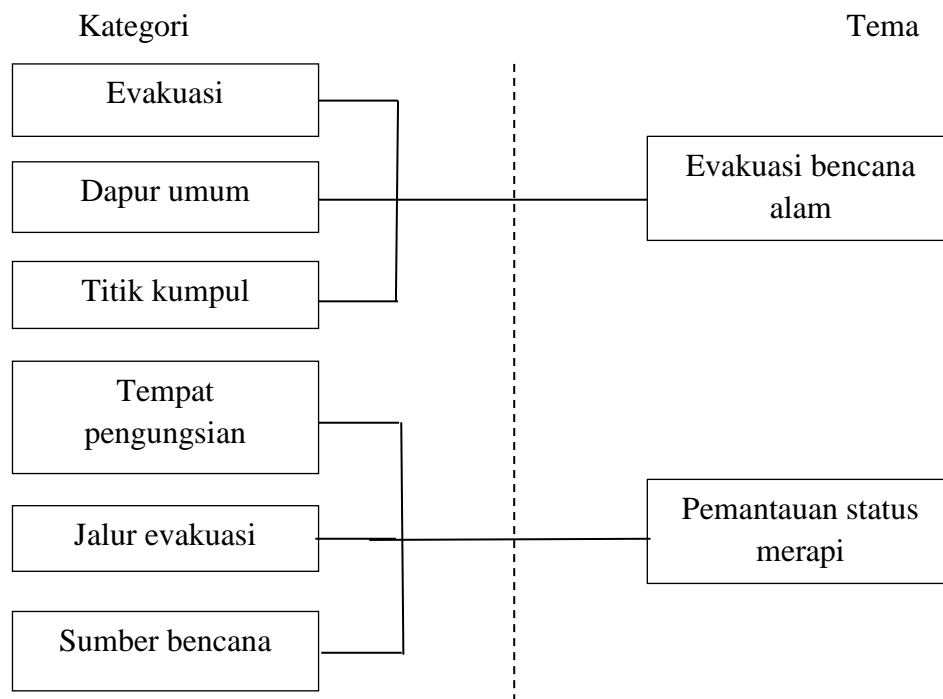 Kategori
Tema
Evakuasi
Dapur umum
Titik kumpul
Evakuasi bencana
alam
Tempat
pengungsian
Jalur evakuasi
Sumber bencana
Pemantauan status
merapi